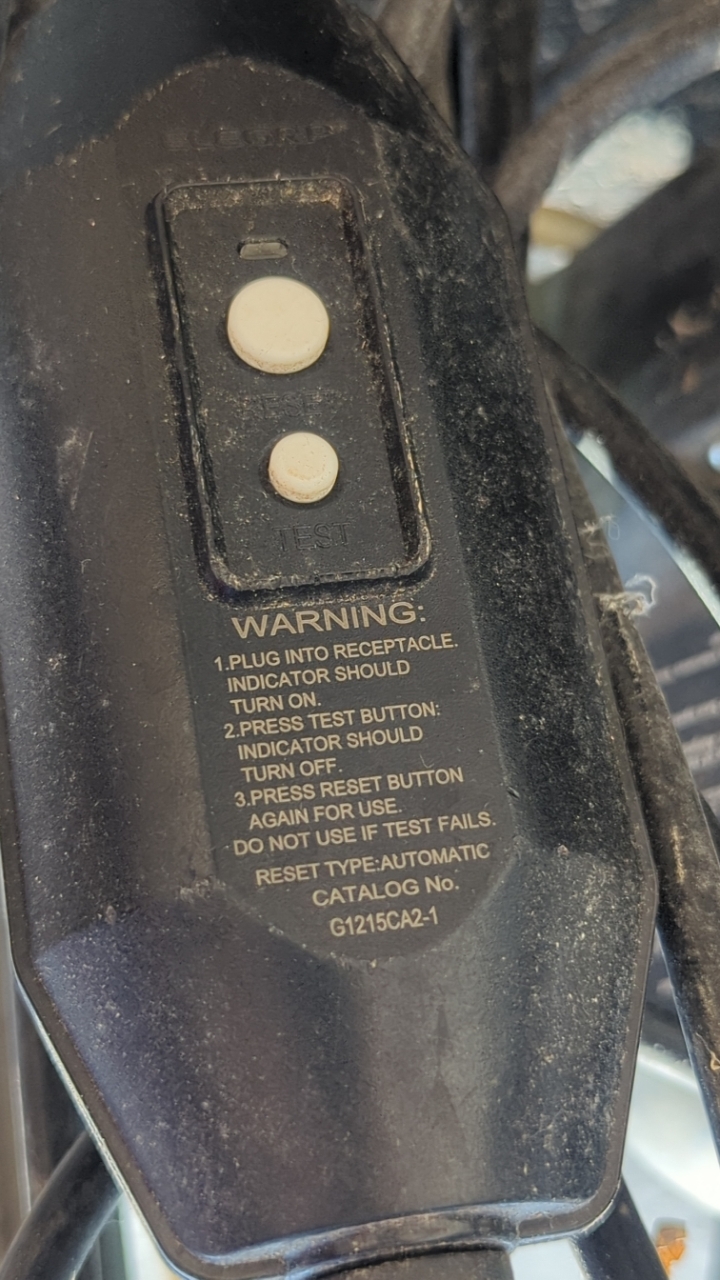 RESET
TEST
WARNING:
1.PLUG INTO RECEPTACLE.
INDICATOR SHOULD
TURN ON.
2.PRESS TEST BUTTON:
INDICATOR SHOULD
TURN OFF.
3.PRESS RESET BUTTON
AGAIN FOR USE.
DO NOT USE IF TEST FAILS.
RESET TYPE:AUTOMATIC
CATALOG No.
G1215CA2-1